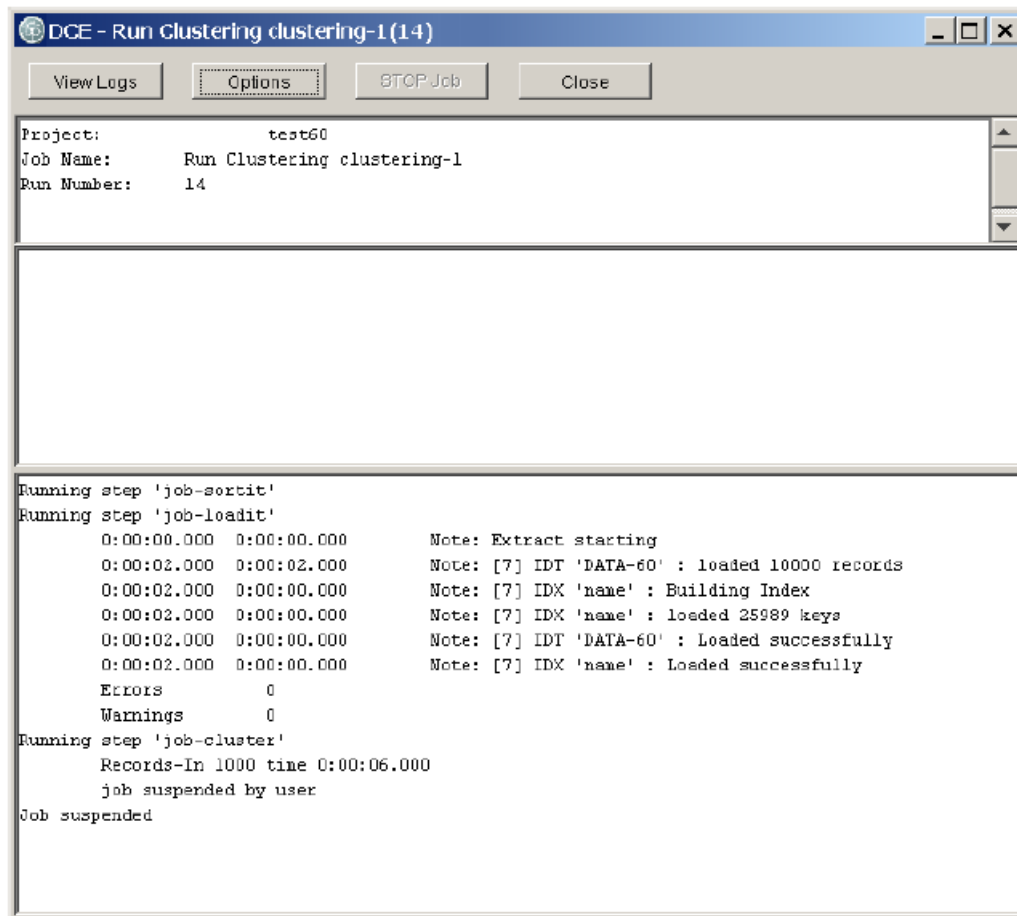 DCE - Run Clustering clustering-1(14)
View Logs Options STOP Job Close
Project: test60
Job Name: Run Clustering clustering-1
Run Number: 14
Running step 'job-sortit'
Running step 'job-loadit'
0:00:00.000 0:00:00.000 Note: Extract starting
0:00:02.000 0:00:02.000 Note: [7] IDT 'DATA-60' : loaded 10000 records
0:00:02.000 0:00:00.000 Note: [7] IDX 'name' : Building Index
0:00:02.000 0:00:00.000 Note: [7] IDX 'name' : loaded 25989 keys
0:00:02.000 0:00:00.000 Note: [7] IDT 'DATA-60' : Loaded successfully
0:00:02.000 0:00:00.000 Note: [7] IDX 'name' : Loaded successfully
Errors 0
Warnings 0
Running step 'job-cluster'
Records-In 1000 time 0:00:06.000
job suspended by user
Job suspended